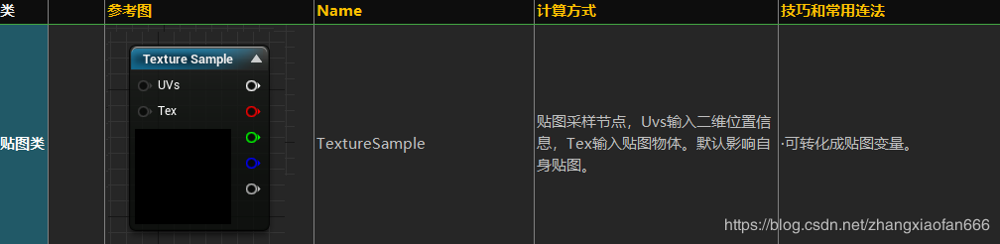 类 参考图 Name 计算方式 技巧和常用连法
Texture Sample
UVs
Tex
贴图类
TextureSample
贴图采样节点，Uvs输入二维位置信
息，Tex输入贴图物体。默认影响自
身贴图。
·可转化成贴图变量。
https://blog.csdn.net/zhangxiaofan666